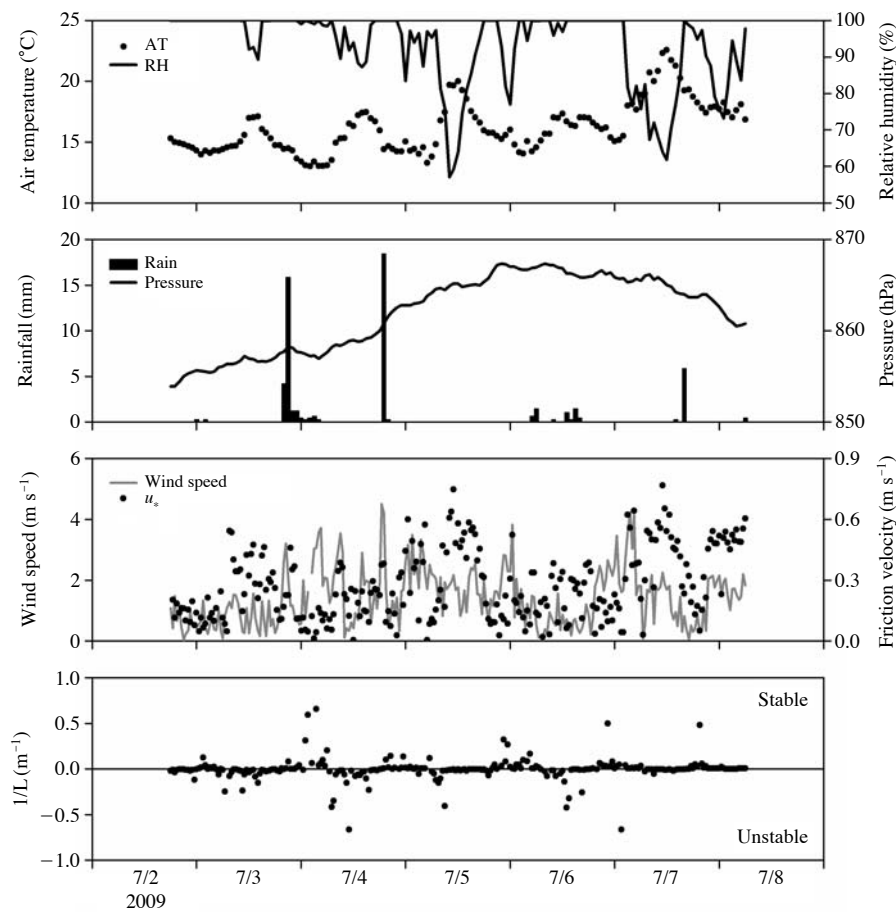 25
20
15
10
Air temperature (°C)
AT
RH
100
90
80
70
60
50
Relative humidity (%)
20
15
10
5
0
Rainfall (mm)
Rain
Pressure
870
860
850
Pressure (hPa)
6
4
2
0
Wind speed (m s⁻¹)
Wind speed
u*
0.9
0.6
0.3
0.0
Friction velocity (m s⁻¹)
1.0
0.5
0.0
−0.5
−1.0
1/L (m⁻¹)
Stable
Unstable
7/2 7/3 7/4 7/5 7/6 7/7 7/8
2009